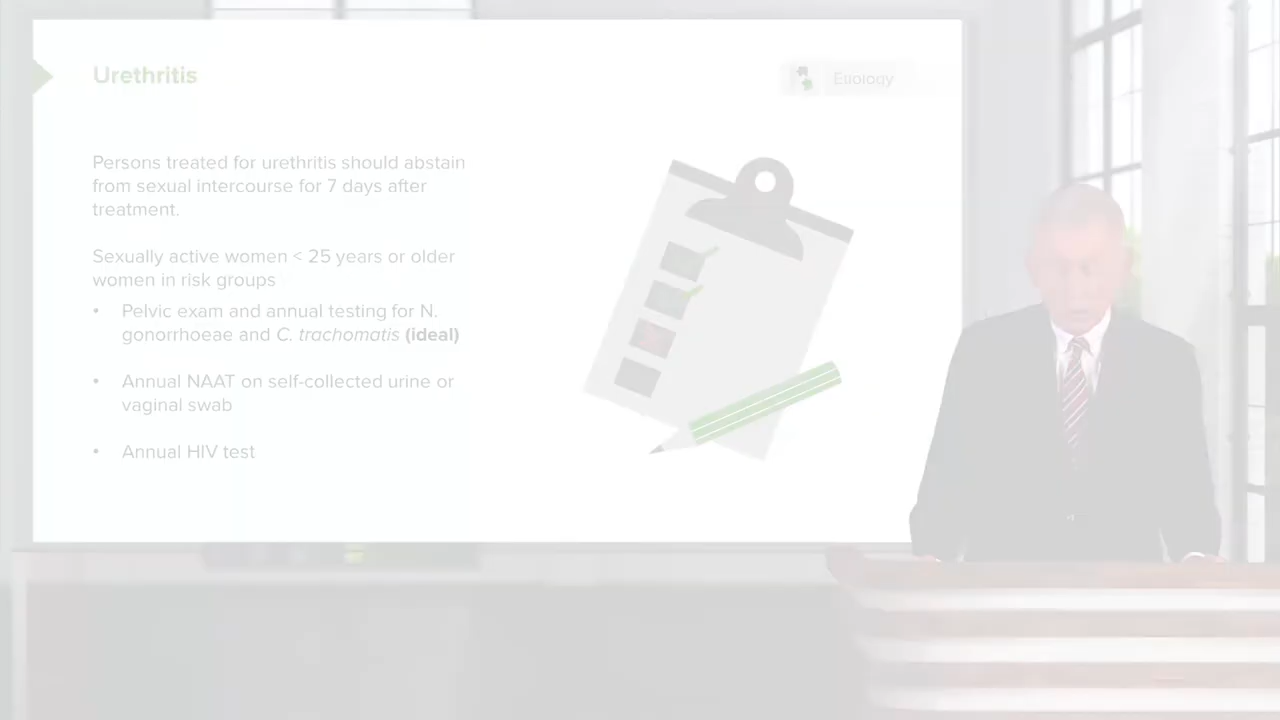 Urethritis
Etiology
Persons treated for urethritis should abstain
from sexual intercourse for 7 days after
treatment.
Sexually active women < 25 years or older
women in risk groups
• Pelvic exam and annual testing for N.
gonorrhoeae and C. trachomatis (ideal)
• Annual NAAT on self-collected urine or
vaginal swab
• Annual HIV test